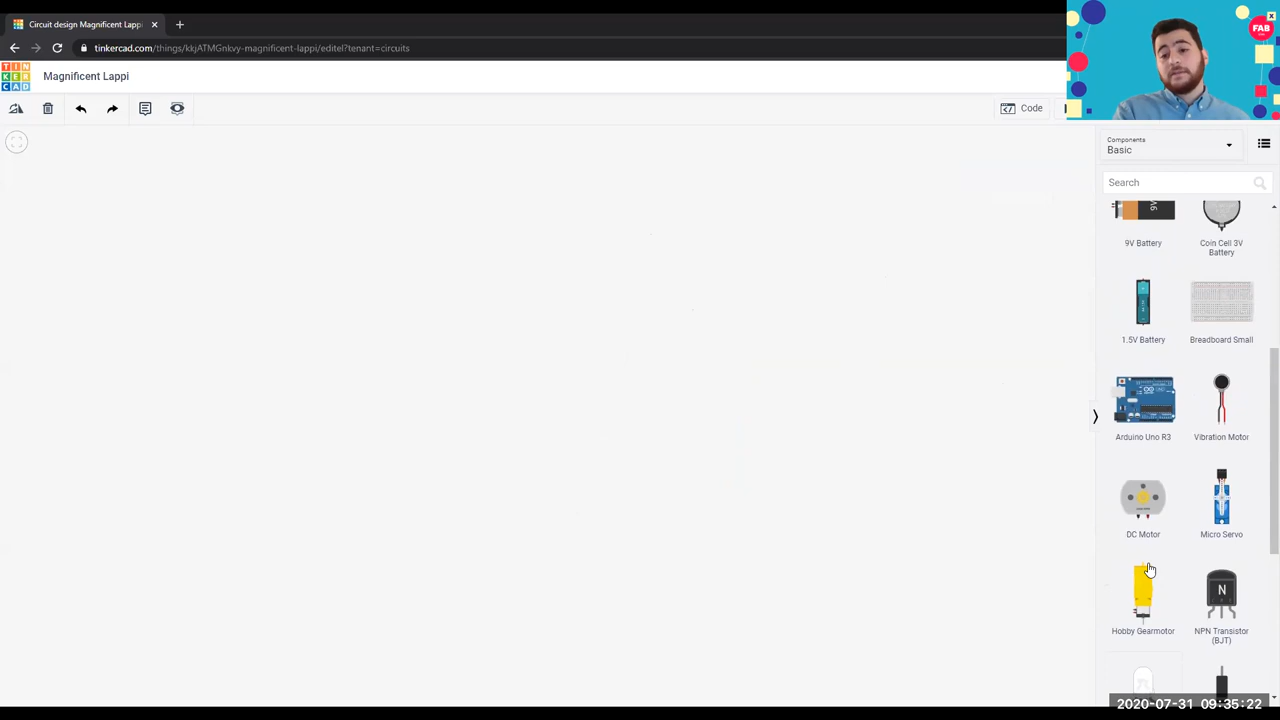 Circuit design Magnificent Lappi
tinkercad.com/things/kkjATMGnkvy-magnificent-lappi/editel?tenant=circuits
TIN
KER
CAD
Magnificent Lappi
Code
FAB
Components
Basic
Search
9V
9V Battery
Coin Cell 3V
Battery
1.5V Battery
Breadboard Small
Arduino Uno R3
Vibration Motor
DC Motor
Micro Servo
N
Hobby Gearmotor
NPN Transistor
(BJT)
2020-07-31 09:35:22